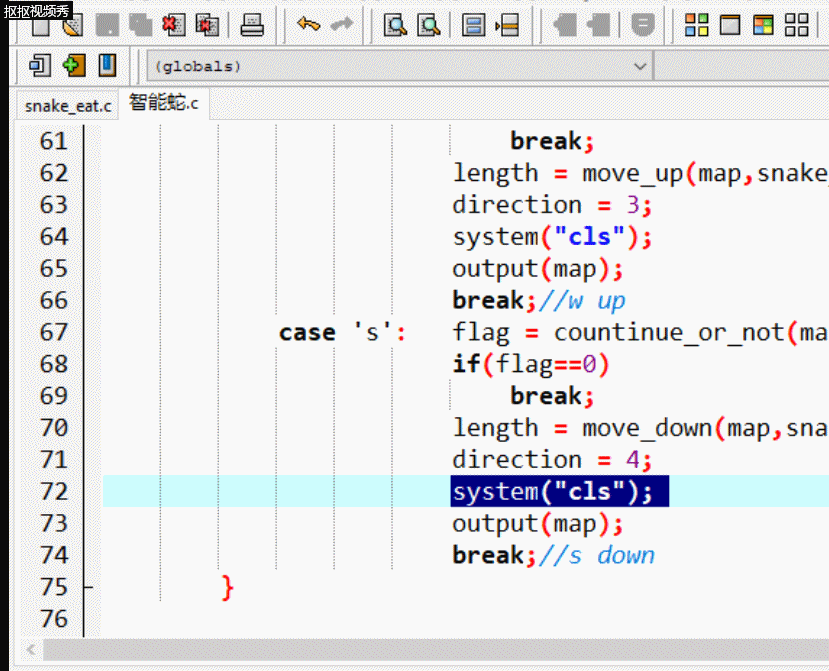 抠抠视频秀
(globals)
snake_eat.c 智能蛇.c
61 break;
62 length = move_up(map,snake
63 direction = 3;
64 system("cls");
65 output(map);
66 break;//w up
67 case 's': flag = countinue_or_not(ma
68 if(flag==0)
69 break;
70 length = move_down(map,sna
71 direction = 4;
72 system("cls");
73 output(map);
74 break;//s down
75 }
76